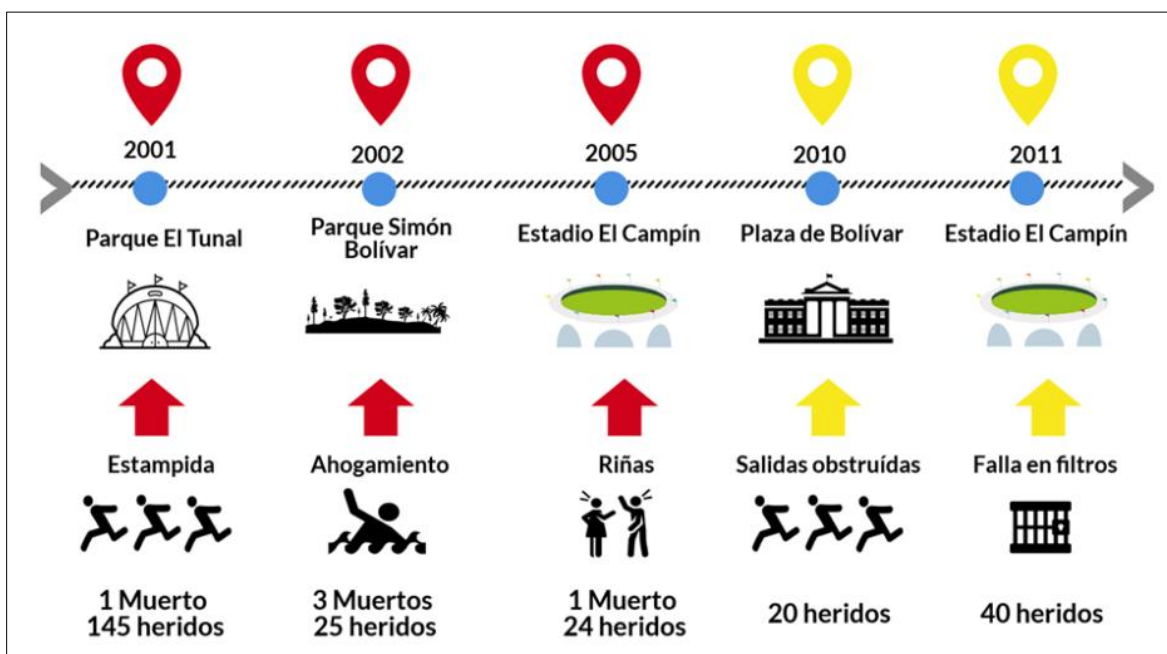 2001
2002
2005
2010
2011
Parque El Tunal
Parque Simón
Bolívar
Estadio El Campín
Plaza de Bolívar
Estadio El Campín
Estampida
Ahogamiento
Riñas
Salidas obstruídas
Falla en filtros
1 Muerto
145 heridos
3 Muertos
25 heridos
1 Muerto
24 heridos
20 heridos
40 heridos